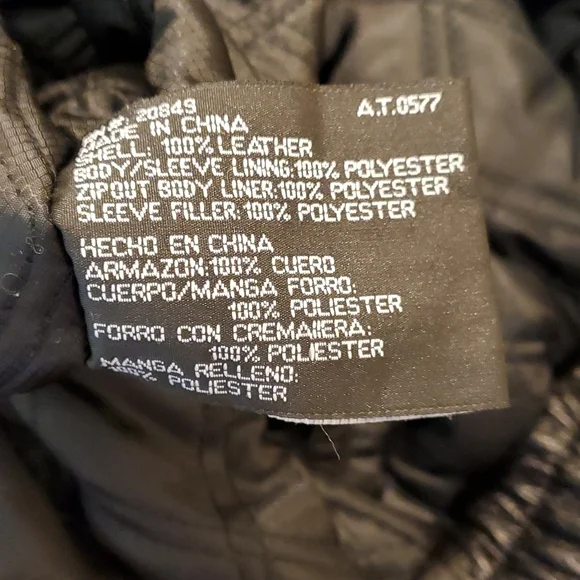 20849 A.T.0577
MADE IN CHINA
SHELL: 100% LEATHER
BODY/SLEEVE LINING:100% POLYESTER
ZIPOUT BODY LINER:100% POLYESTER
SLEEVE FILLER:100% POLYESTER
HECHO EN CHINA
ARMAZON:100% CUERO
CUERPO/MANGA FORRO:
100% POLIESTER
FORRO CON CREMAllERA:
100% POLIESTER
MANGA RELLENO:
100% POLIESTER